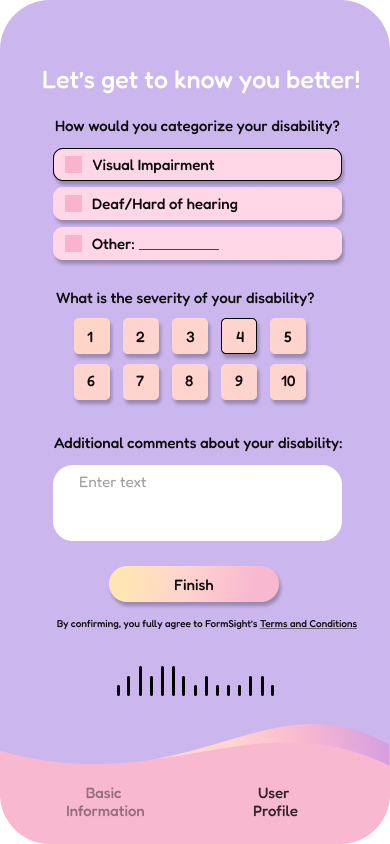 Let's get to know you better!
How would you categorize your disability?
Visual Impairment
Deaf/Hard of hearing
Other: __________
What is the severity of your disability?
1 2 3 4 5
6 7 8 9 10
Additional comments about your disability:
Enter text
Finish
By confirming, you fully agree to FormSight's Terms and Conditions
Basic
Information
User
Profile